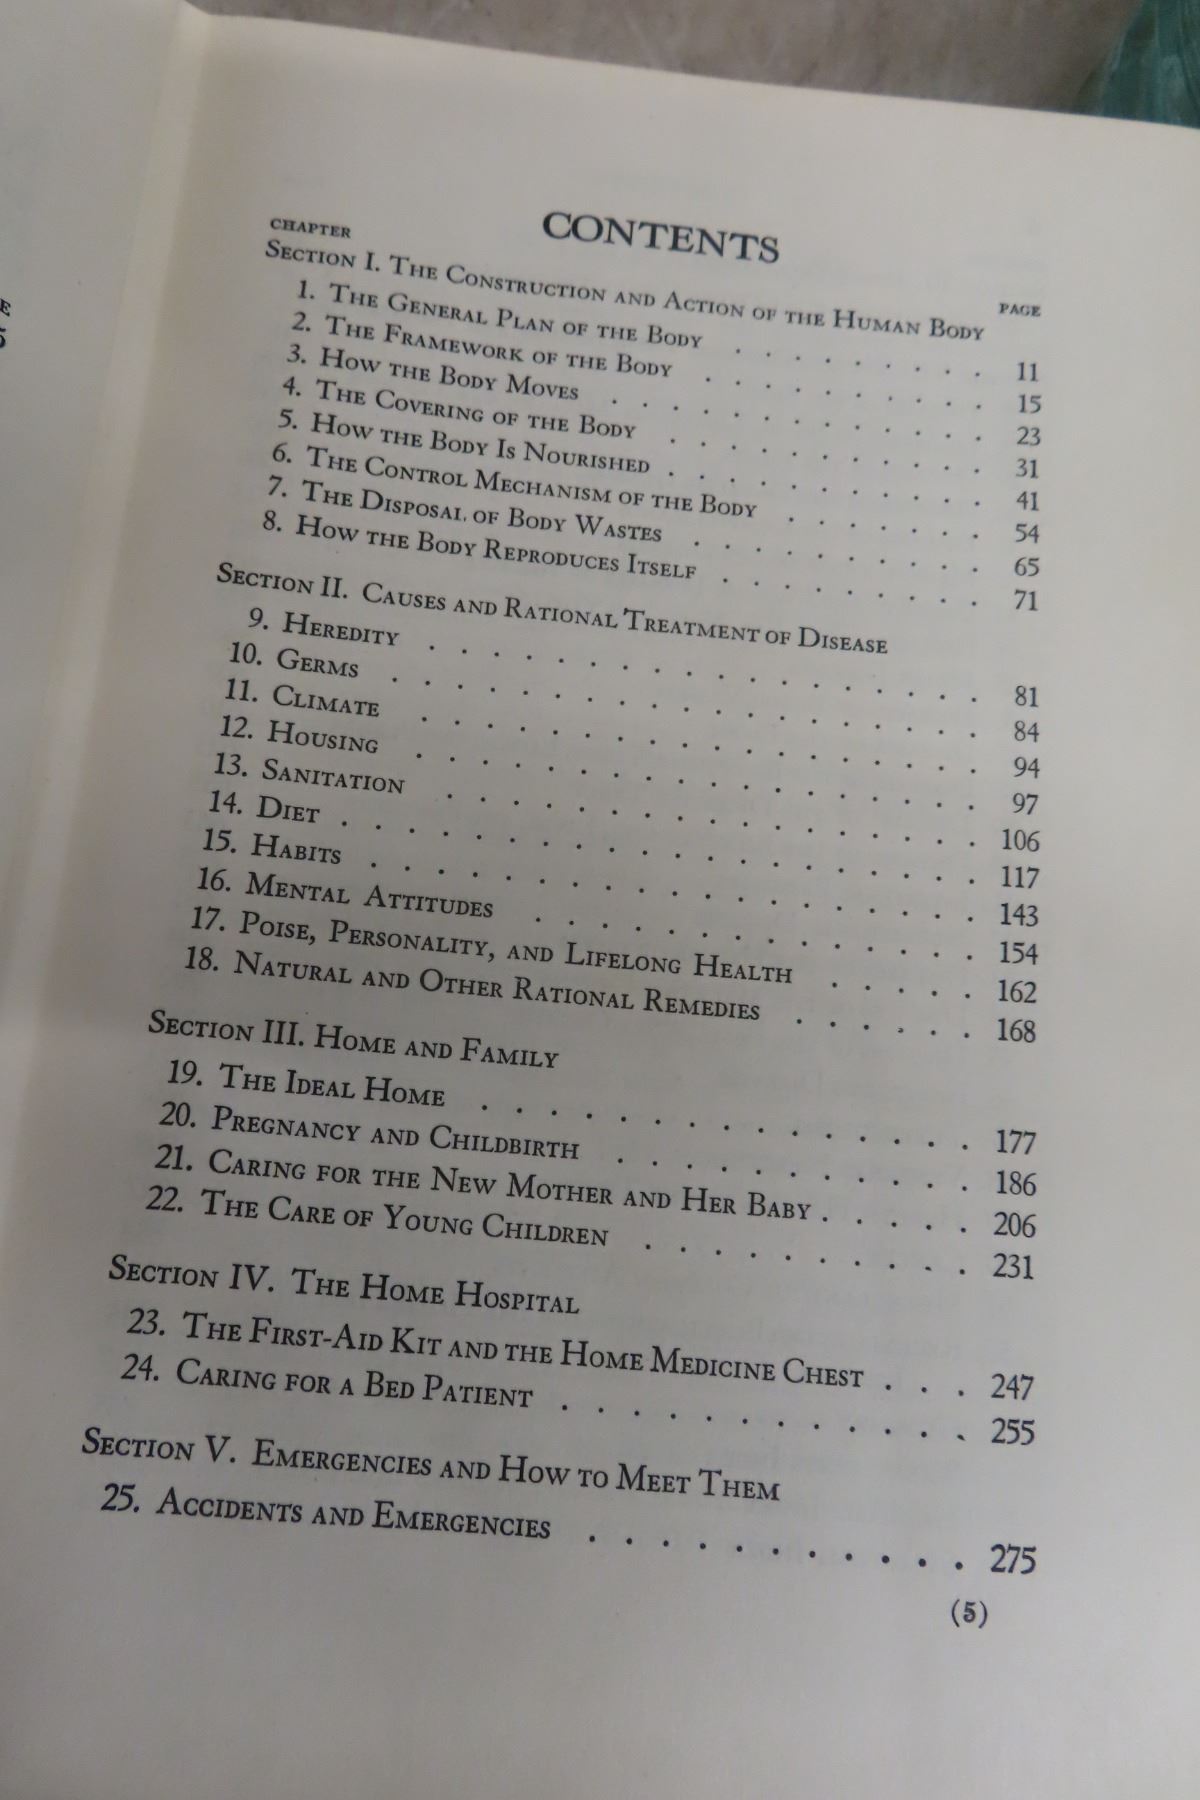 E
5
CONTENTS
CHAPTER
PAGE
SECTION I. THE CONSTRUCTION AND ACTION OF THE HUMAN BODY
1. THE GENERAL PLAN OF THE BODY . . . . . . . . . 11
2. THE FRAMEWORK OF THE BODY . . . . . . . . . . 15
3. HOW THE BODY MOVES . . . . . . . . . . . . . 23
4. THE COVERING OF THE BODY . . . . . . . . . . . 31
5. HOW THE BODY IS NOURISHED . . . . . . . . . . . 41
6. THE CONTROL MECHANISM OF THE BODY . . . . . . . 54
7. THE DISPOSAL OF BODY WASTES . . . . . . . . . . 65
8. HOW THE BODY REPRODUCES ITSELF . . . . . . . . . 71
SECTION II. CAUSES AND RATIONAL TREATMENT OF DISEASE
9. HEREDITY . . . . . . . . . . . . . . . . . . 81
10. GERMS . . . . . . . . . . . . . . . . . . . 84
11. CLIMATE . . . . . . . . . . . . . . . . . . 94
12. HOUSING . . . . . . . . . . . . . . . . . . 97
13. SANITATION . . . . . . . . . . . . . . . . . 106
14. DIET . . . . . . . . . . . . . . . . . . . . 117
15. HABITS . . . . . . . . . . . . . . . . . . . 143
16. MENTAL ATTITUDES . . . . . . . . . . . . . . 154
17. POISE, PERSONALITY, AND LIFELONG HEALTH . . . . . 162
18. NATURAL AND OTHER RATIONAL REMEDIES . . . . . . 168
SECTION III. HOME AND FAMILY
19. THE IDEAL HOME . . . . . . . . . . . . . . . 177
20. PREGNANCY AND CHILDBIRTH . . . . . . . . . . . 186
21. CARING FOR THE NEW MOTHER AND HER BABY . . . . . 206
22. THE CARE OF YOUNG CHILDREN . . . . . . . . . . 231
SECTION IV. THE HOME HOSPITAL
23. THE FIRST-AID KIT AND THE HOME MEDICINE CHEST . . . 247
24. CARING FOR A BED PATIENT . . . . . . . . . . . . 255
SECTION V. EMERGENCIES AND HOW TO MEET THEM
25. ACCIDENTS AND EMERGENCIES . . . . . . . . . . . 275
(5)